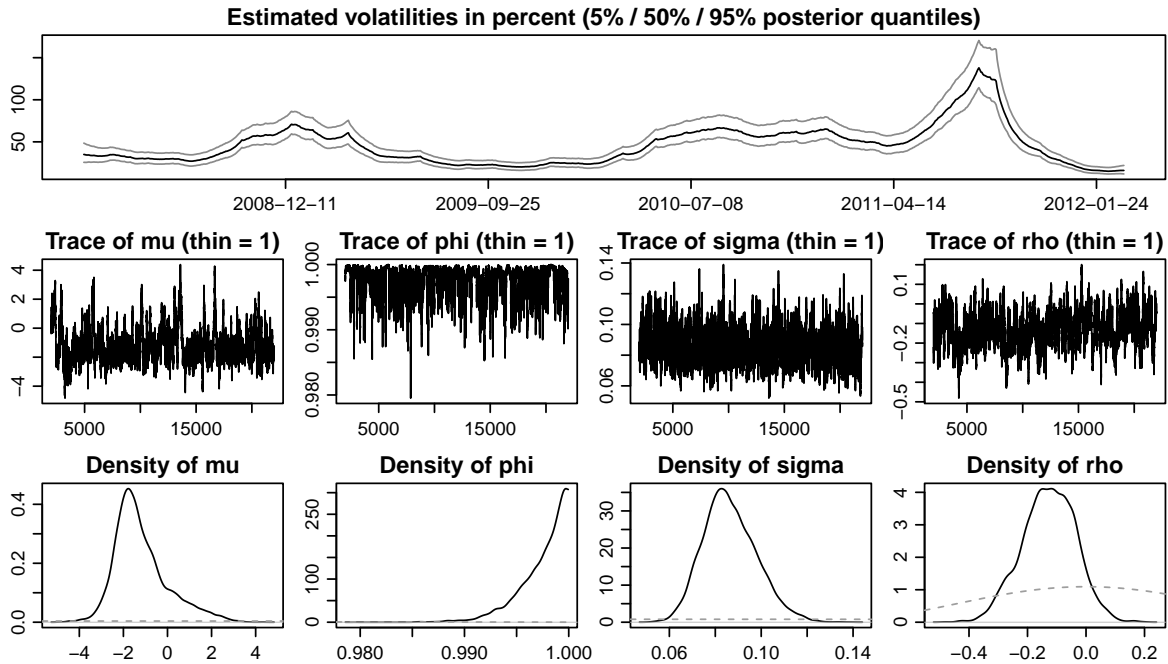 Estimated volatilities in percent (5% / 50% / 95% posterior quantiles)
50 100
2008−12−11 2009−09−25 2010−07−08 2011−04−14 2012−01−24
Trace of mu (thin = 1) Trace of phi (thin = 1) Trace of sigma (thin = 1) Trace of rho (thin = 1)
−4 0 2 4 0.980 0.990 1.000 0.06 0.10 0.14 −0.5 −0.2 0.1
5000 15000 5000 15000 5000 15000 5000 15000
Density of mu Density of phi Density of sigma Density of rho
0.0 0.2 0.4 0 100 250 0 10 20 30 0 1 2 3 4
−4 −2 0 2 4 0.980 0.990 1.000 0.06 0.10 0.14 −0.4 −0.2 0.0 0.2